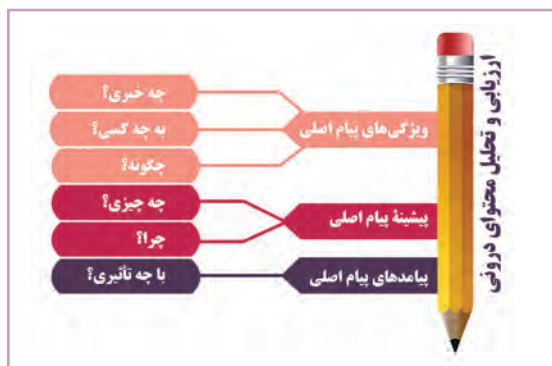 ارزیابی و تحلیل محتوای درونی
ویژگی‌های پیام اصلی
چه خبری؟
به چه کسی؟
چگونه؟
پیشینهٔ پیام اصلی
چه چیزی؟
چرا؟
پیامدهای پیام اصلی
با چه تأثیری؟